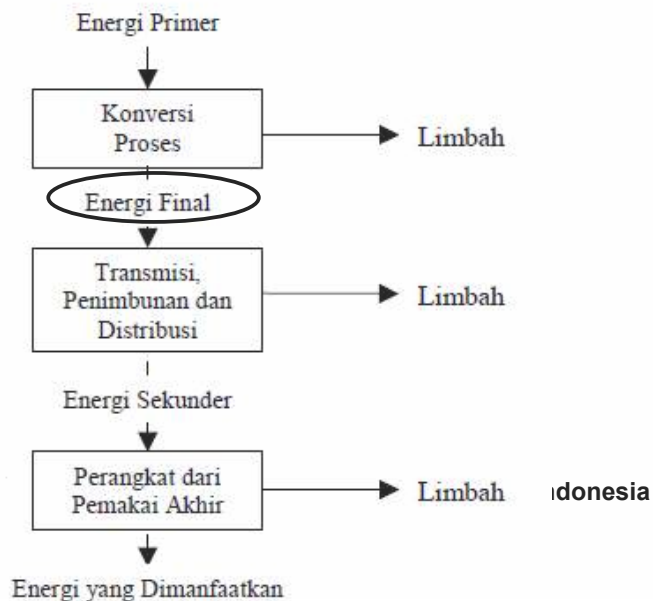 Energi Primer
Konversi
Proses
Limbah
Energi Final
Transmisi,
Penimbunan dan
Distribusi
Limbah
Energi Sekunder
Perangkat dari
Pemakai Akhir
Limbah
donesia
Energi yang Dimanfaatkan